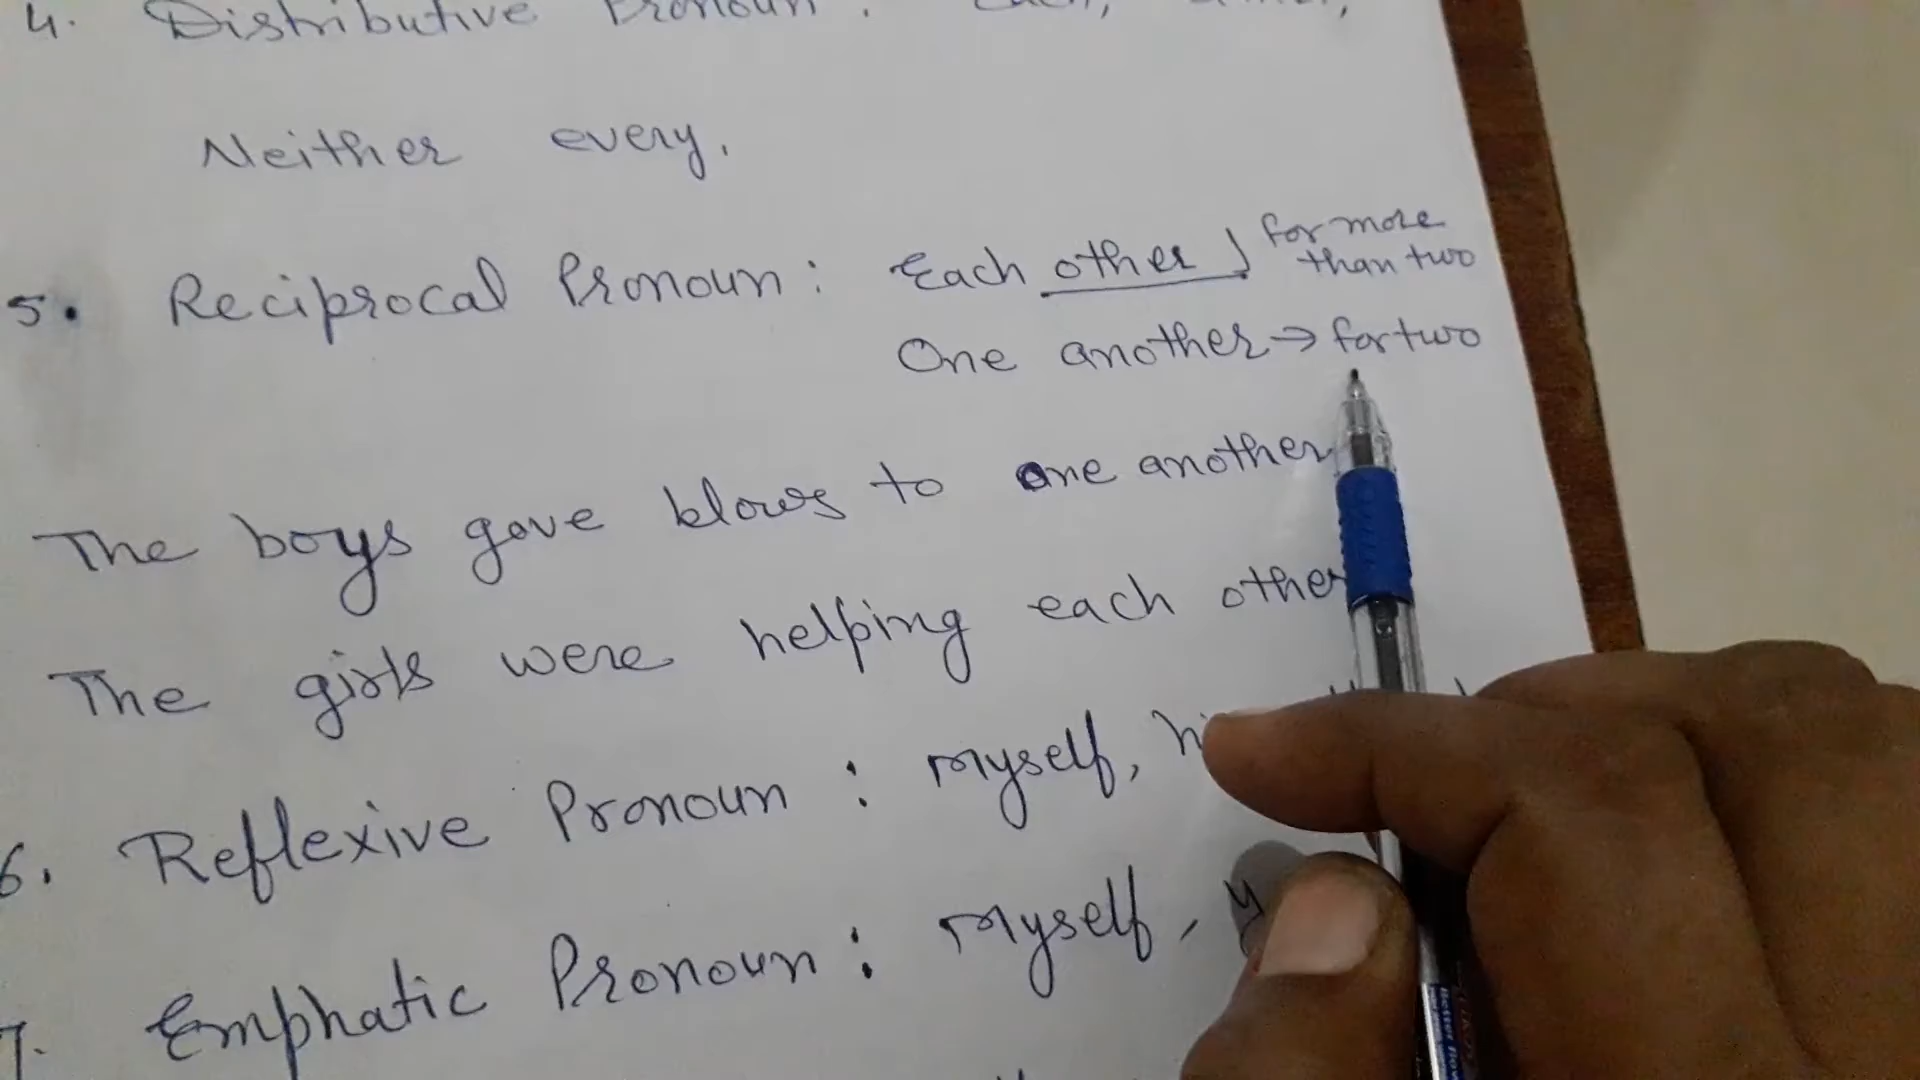 4. Distributive Pronoun : Each,
Neither every.
5. Reciprocal Pronoun : Each other for more than two
One another → for two
The boys gave blows to one another
The girls were helping each other
6. Reflexive Pronoun : myself,
7. Emphatic Pronoun : myself,